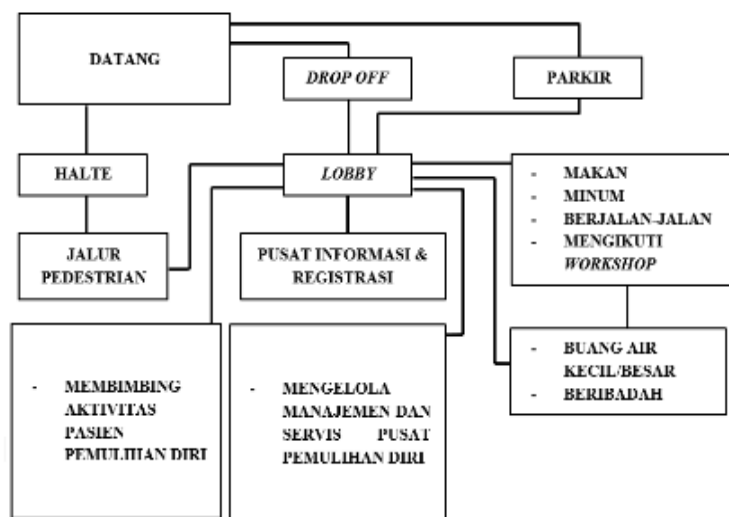 DATANG
DROP OFF
PARKIR
HALTE
LOBBY
- MAKAN
- MINUM
- BERJALAN-JALAN
- MENGIKUTI
WORKSHOP
JALUR
PEDESTRIAN
PUSAT INFORMASI &
REGISTRASI
- MEMBIMBING
AKTIVITAS
PASIEN
PEMULIHAN DIRI
- MENGELOLA
MANAJEMEN DAN
SERVIS PUSAT
PEMULIHAN DIRI
- BUANG AIR
KECIL/BESAR
- BERIBADAH